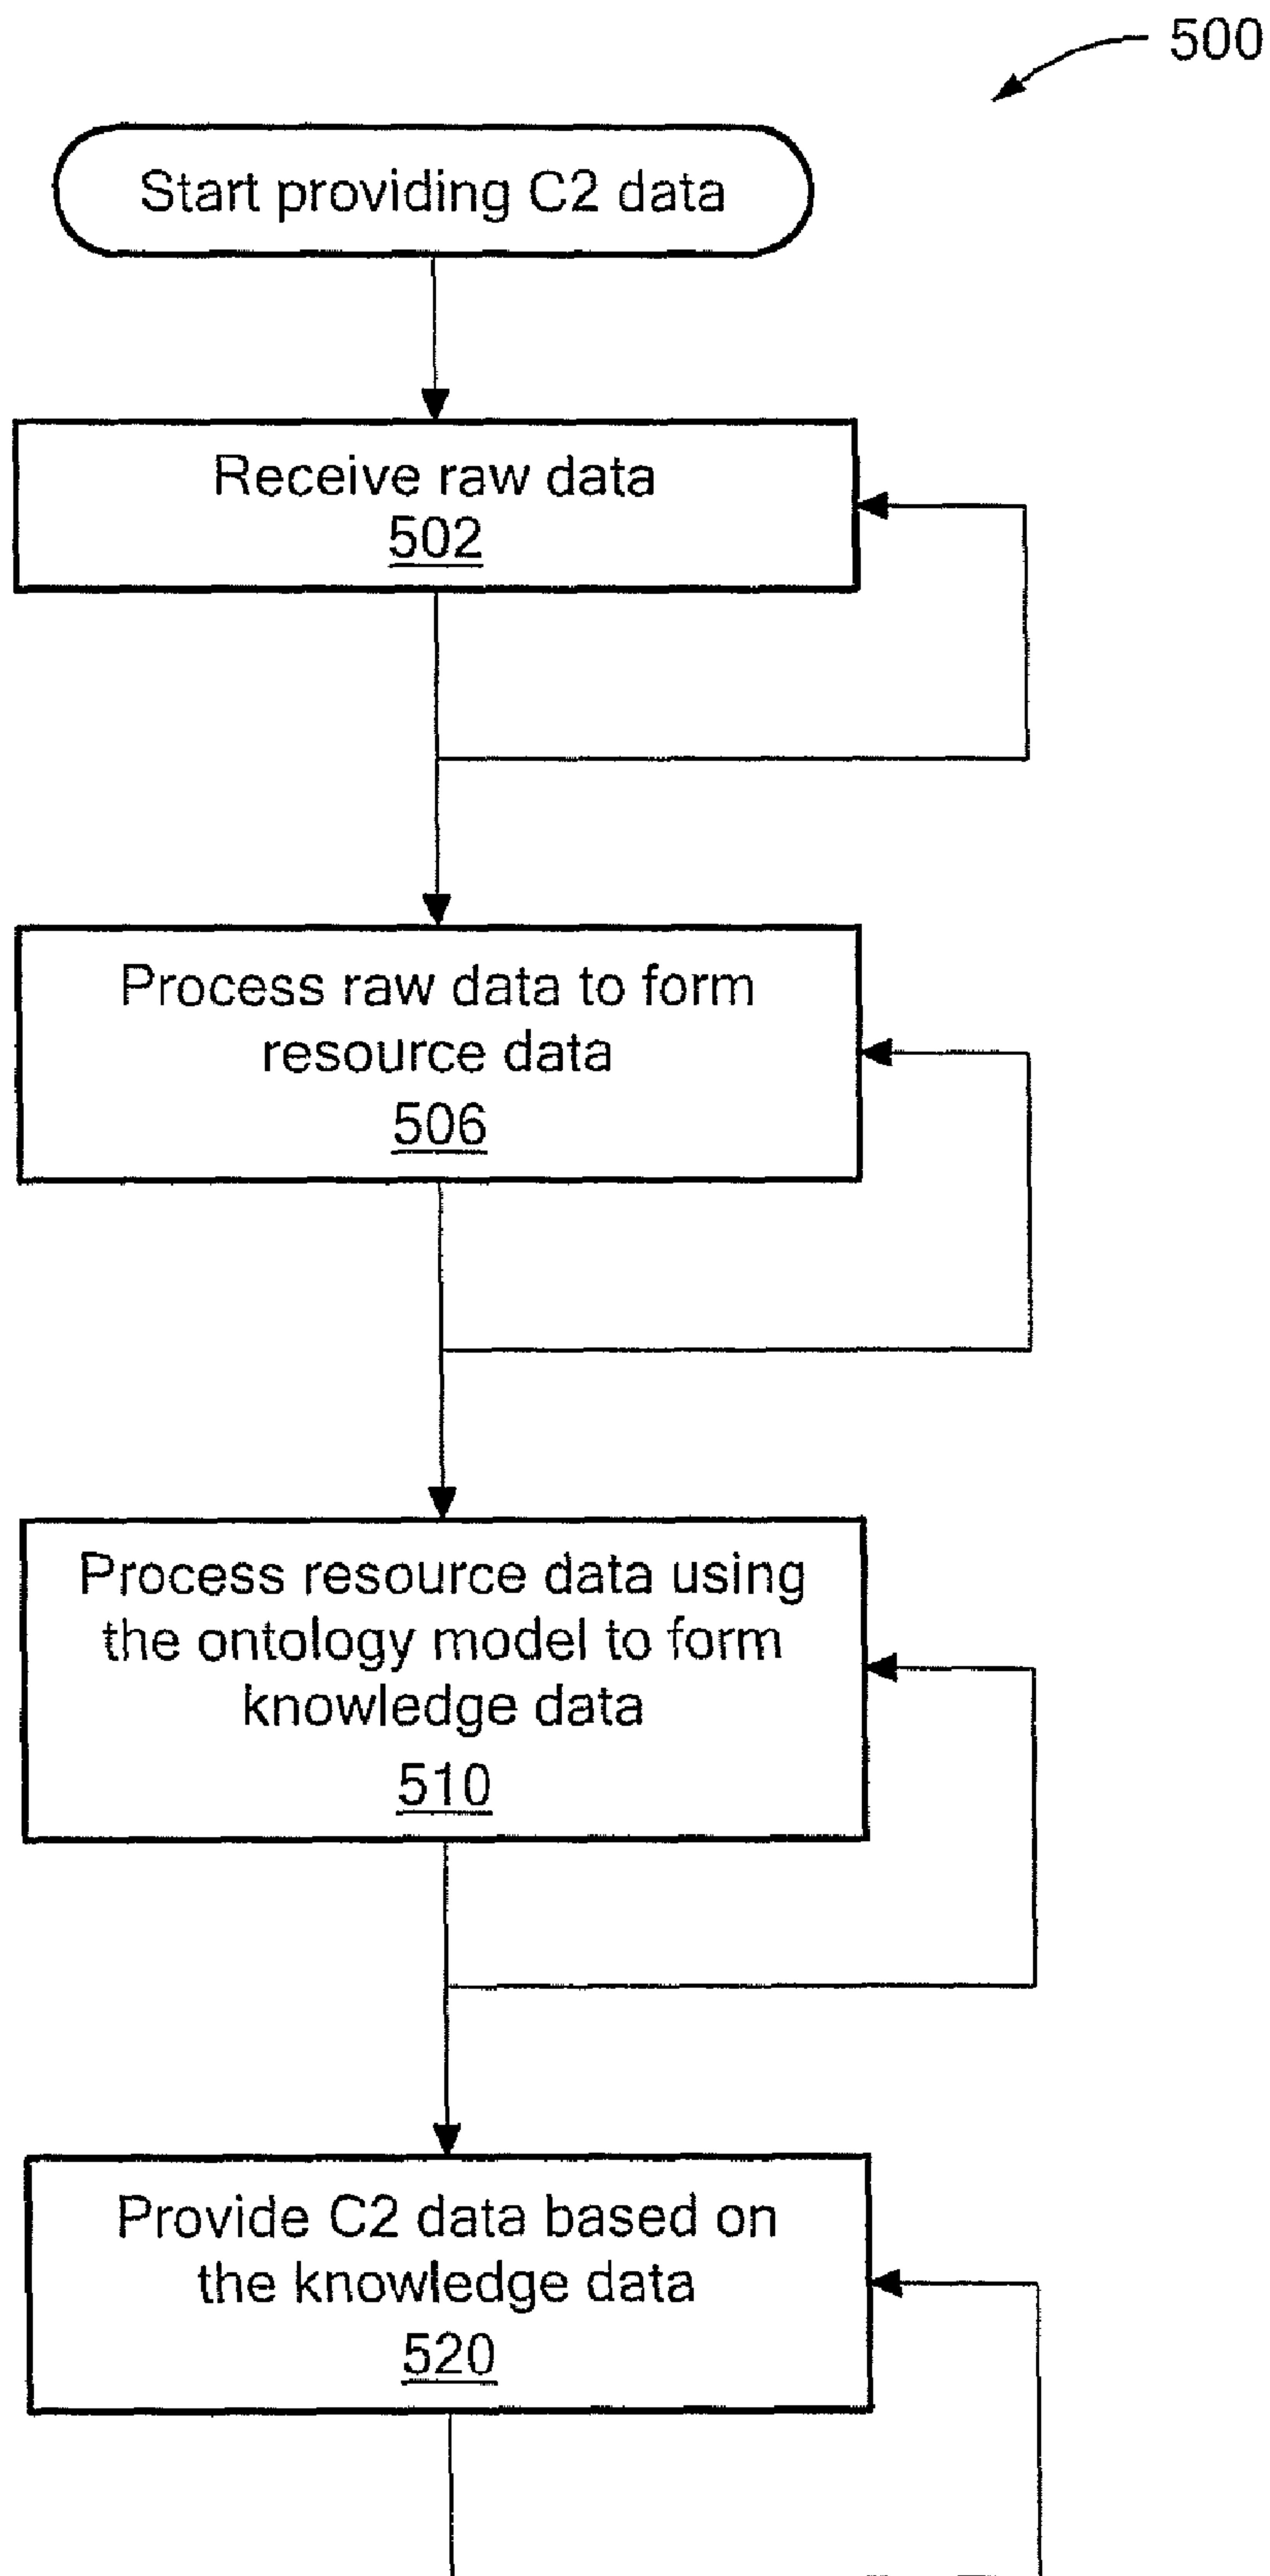 500
Start providing C2 data
Receive raw data
502
Process raw data to form
resource data
506
Process resource data using
the ontology model to form
knowledge data
510
Provide C2 data based on
the knowledge data
520